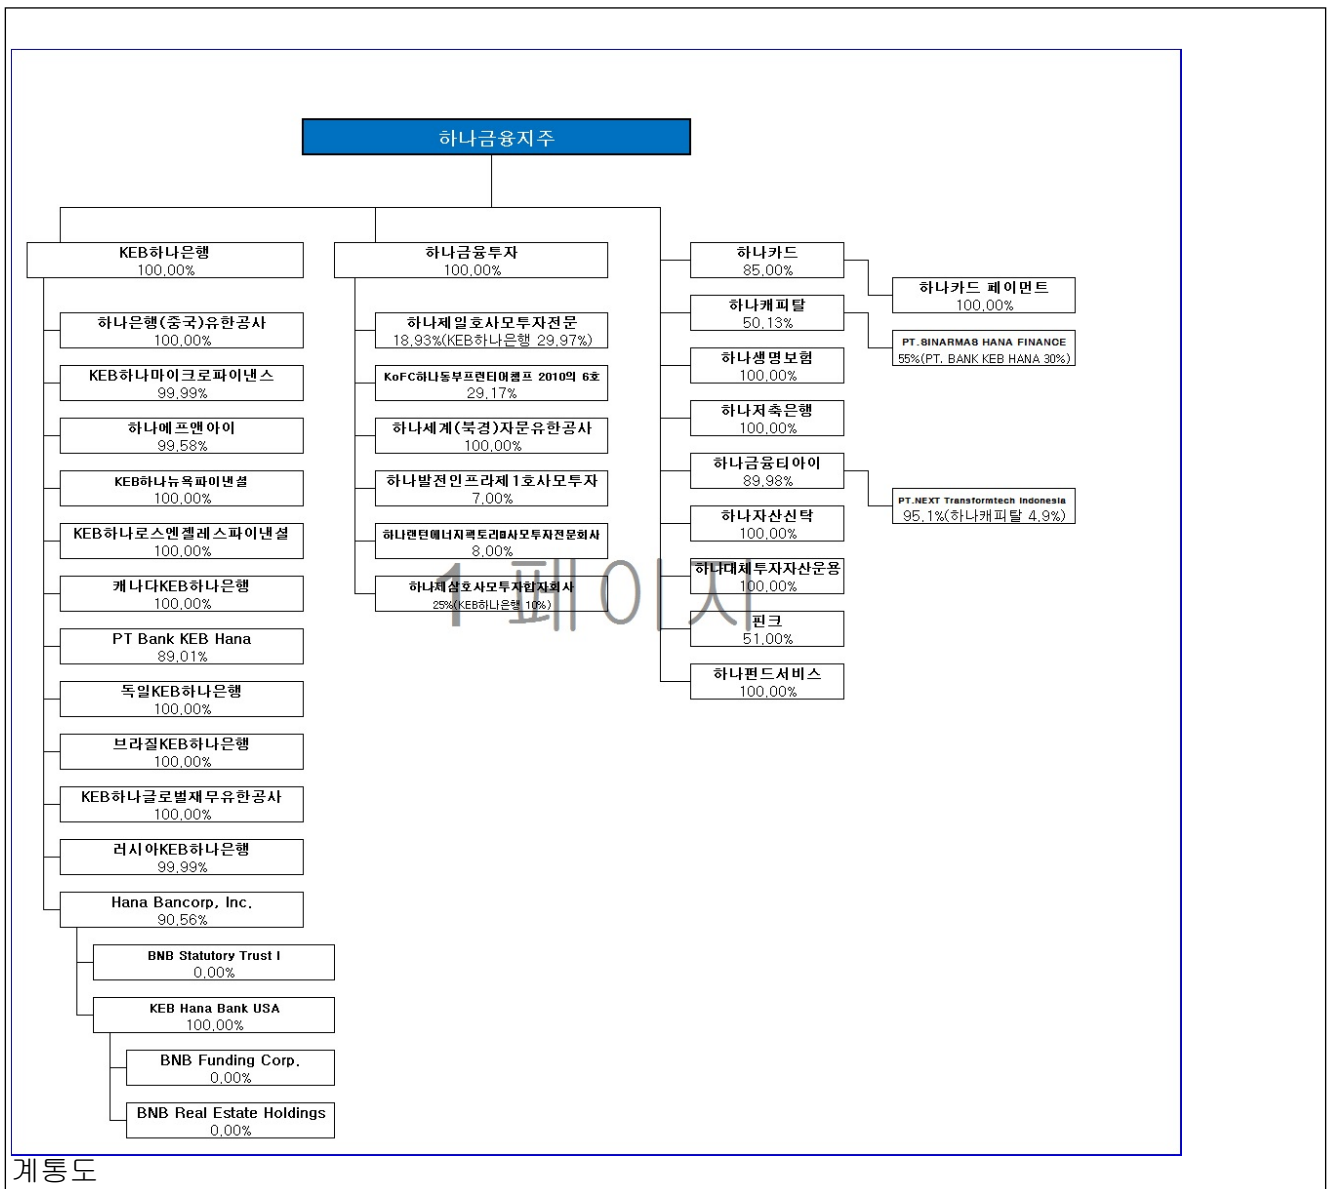 하나금융지주
KEB하나은행
100.00%
하나은행(중국)유한공사
100.00%
KEB하나마이크로파이낸스
99.99%
하나에프앤아이
99.58%
KEB하나뉴욕파이낸셜
100.00%
KEB하나로스엔젤레스파이낸셜
100.00%
캐나다KEB하나은행
100.00%
PT Bank KEB Hana
89.01%
독일KEB하나은행
100.00%
브라질KEB하나은행
100.00%
KEB하나글로벌재무유한공사
100.00%
러시아KEB하나은행
99.99%
Hana Bancorp, Inc.
90.56%
BNB Statutory Trust I
0.00%
KEB Hana Bank USA
100.00%
BNB Funding Corp.
0.00%
BNB Real Estate Holdings
0.00%
하나금융투자
100.00%
하나제일호사모투자전문
18.93%(KEB하나은행 29.97%)
KoFC하나동부프런티어챔프 2010의 6호
29.17%
하나세계(북경)자문유한공사
100.00%
하나발전인프라제1호사모투자
7.00%
하나랜턴에너지팩토리사모투자전문회사
8.00%
하나제삼호사모투자합자회사
25%(KEB하나은행 10%)
하나카드
85.00%
하나카드 페이먼트
100.00%
하나캐피탈
50.13%
PT.SINARMAS HANA FINANCE
55%(PT. BANK KEB HANA 30%)
하나생명보험
100.00%
하나저축은행
100.00%
하나금융티아이
89.98%
PT.NEXT Transformtech Indonesia
95.1%(하나캐피탈 4.9%)
하나자산신탁
100.00%
하나대체투자자산운용
100.00%
핀크
51.00%
하나펀드서비스
100.00%
1 페이지
계통도